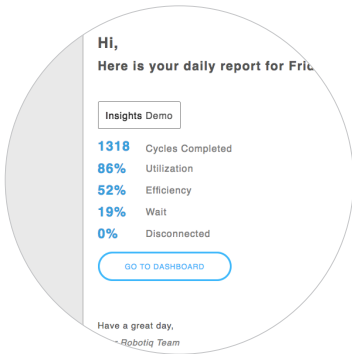 Hi,
Here is your daily report for
Insights Demo
1318 Cycles Completed
86% Utilization
52% Efficiency
19% Wait
0% Disconnected
GO TO DASHBOARD
Have a great day,
Robotiq Team